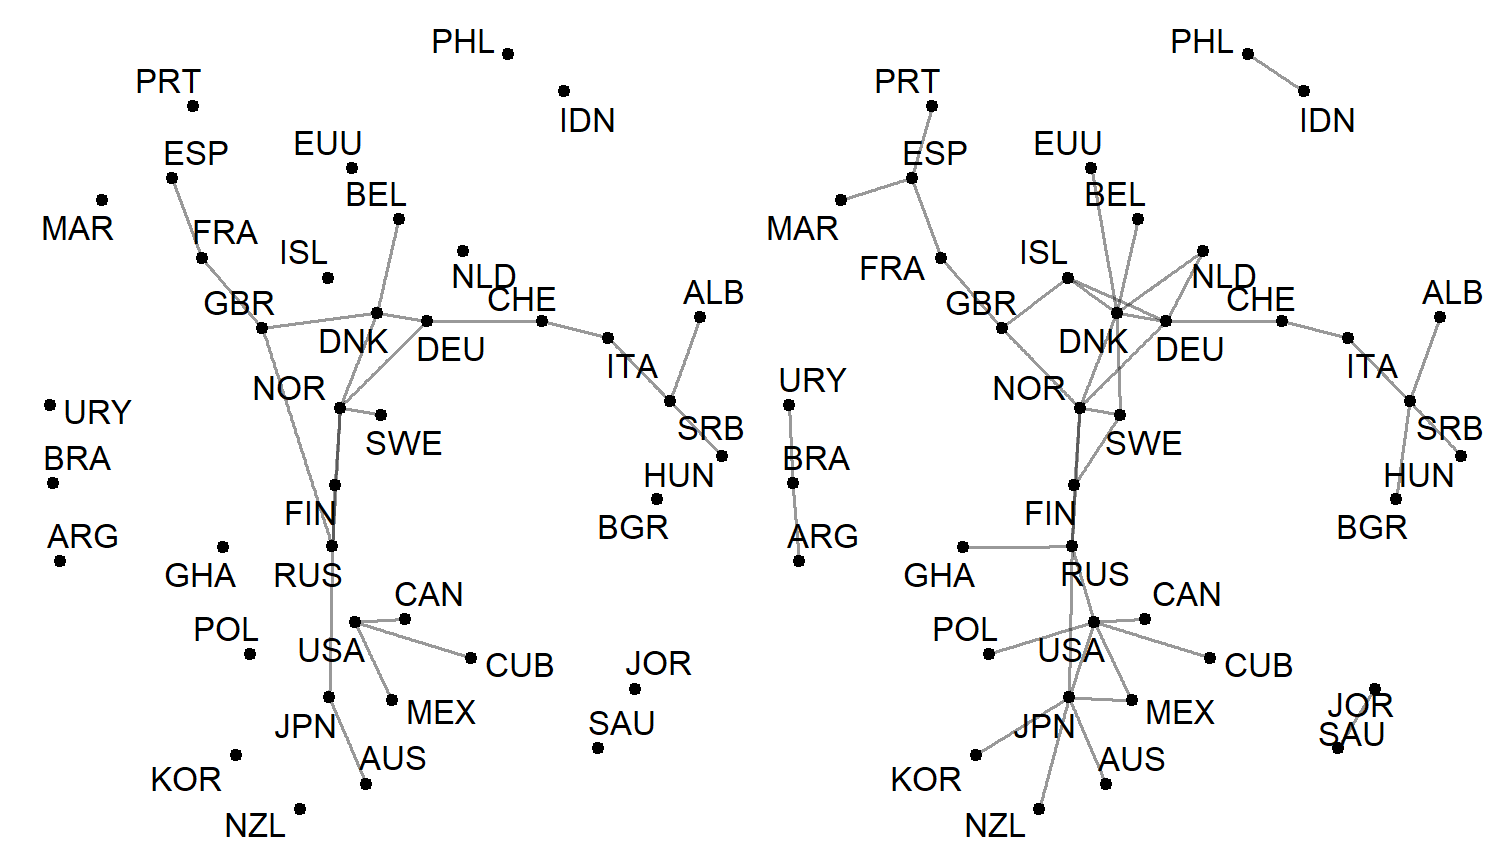 PHL
PRT
IDN
EUU
ESP
BEL
MAR
FRA
ISL
NLD
GBR
CHE
ALB
DNK
DEU
ITA
NOR
URY
SWE
SRB
BRA
HUN
FIN
BGR
ARG
GHA
RUS
CAN
POL
USA
CUB
JOR
MEX
JPN
SAU
AUS
KOR
NZL
PHL
PRT
IDN
EUU
ESP
BEL
MAR
ISL
FRA
NLD
GBR
CHE
ALB
DNK
DEU
ITA
URY
NOR
SRB
SWE
BRA
HUN
FIN
BGR
ARG
GHA
RUS
CAN
POL
USA
CUB
JOR
MEX
JPN
SAU
AUS
KOR
NZL